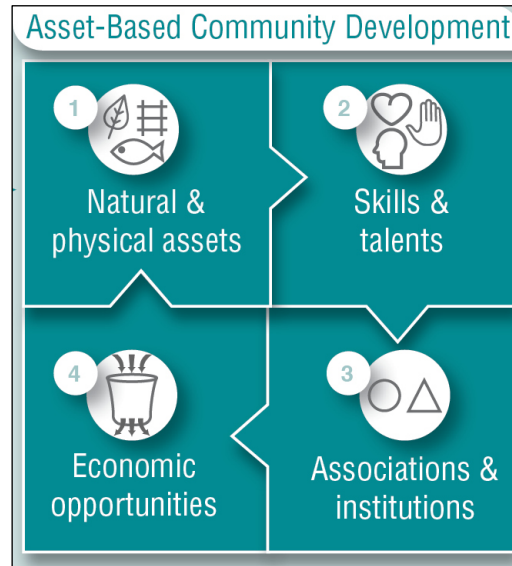 Asset-Based Community Development
1
Natural &
physical assets
2
Skills &
talents
3
Associations &
institutions
4
Economic
opportunities